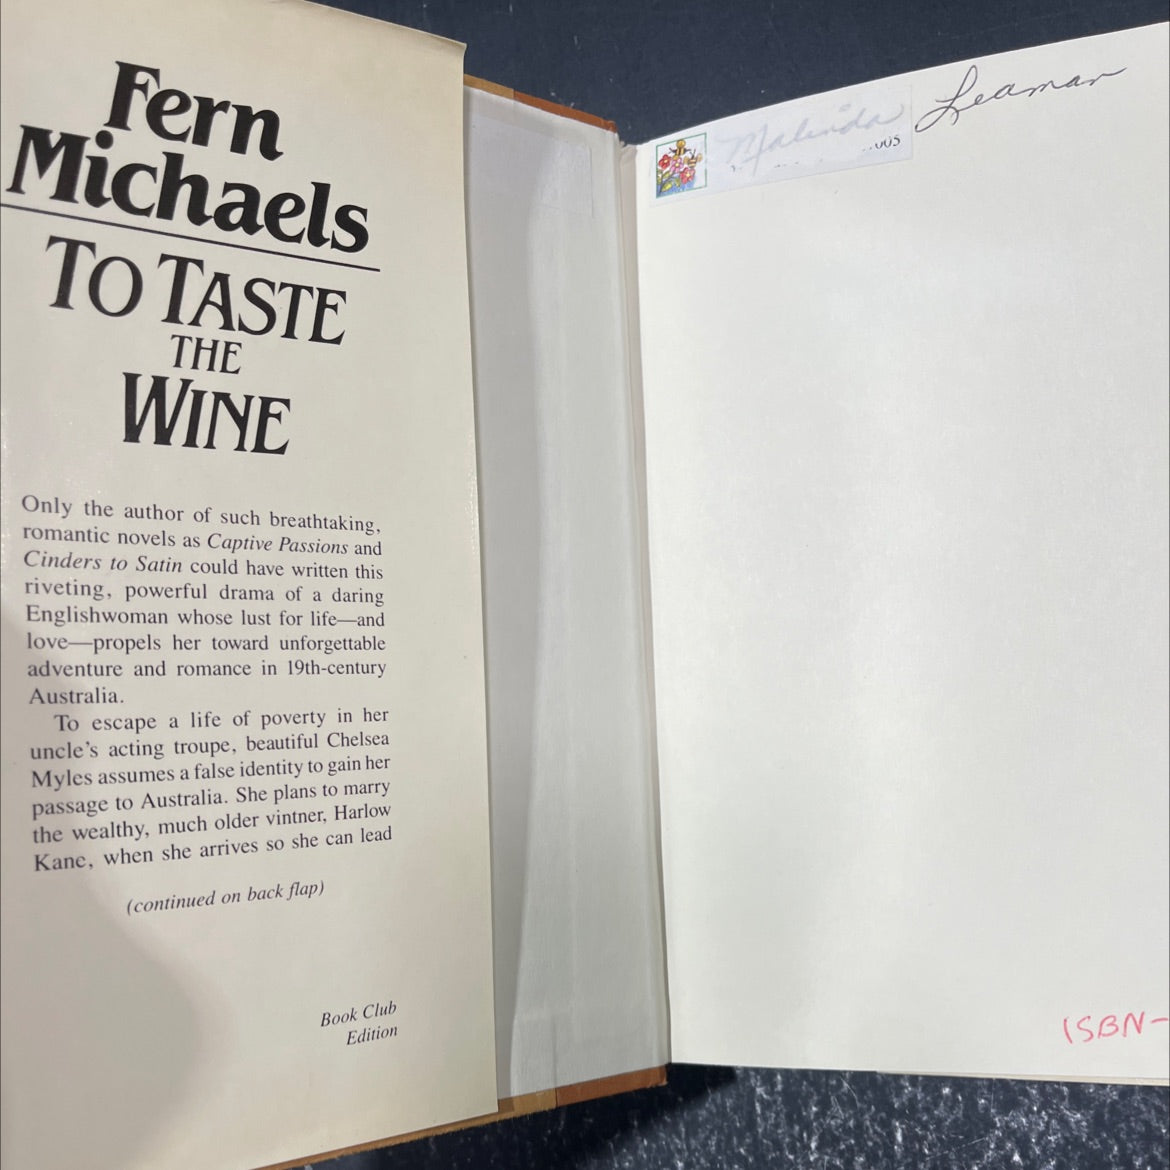 Fern
Michaels
TO TASTE
THE
WINE
Only the author of such breathtaking,
romantic novels as Captive Passions and
Cinders to Satin could have written this
riveting, powerful drama of a daring
Englishwoman whose lust for life—and
love—propels her toward unforgettable
adventure and romance in 19th-century
Australia.
To escape a life of poverty in her
uncle's acting troupe, beautiful Chelsea
Myles assumes a false identity to gain her
passage to Australia. She plans to marry
the wealthy, much older vintner, Harlow
Kane, when she arrives so she can lead
(continued on back flap)
Book Club
Edition
Malinda Leaman
ISBN-